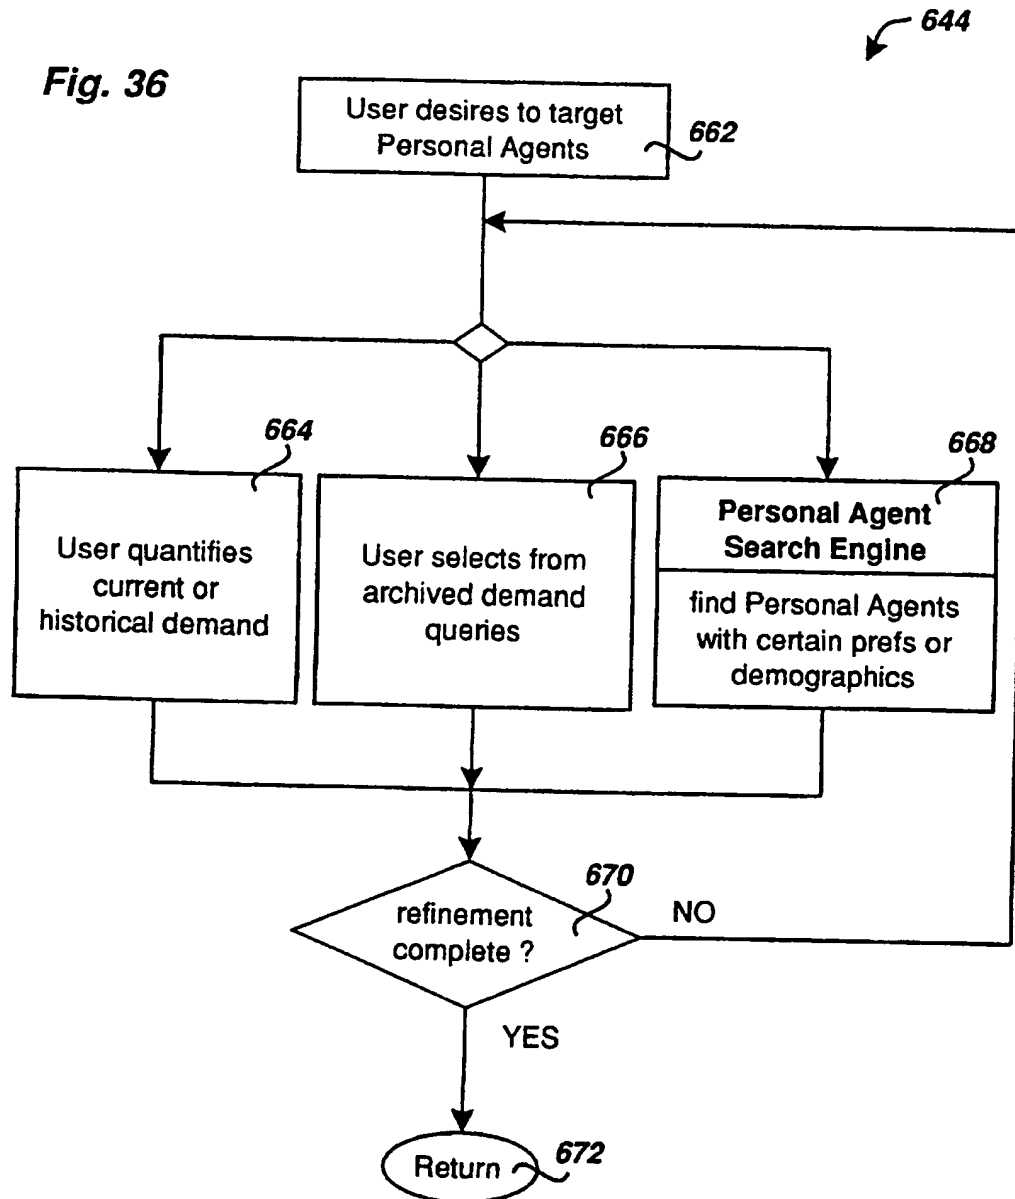 644
Fig. 36
User desires to target
Personal Agents
662
664
666
668
User quantifies
current or
historical demand
User selects from
archived demand
queries
Personal Agent
Search Engine
find Personal Agents
with certain prefs or
demographics
670
refinement
complete ?
NO
YES
Return
672